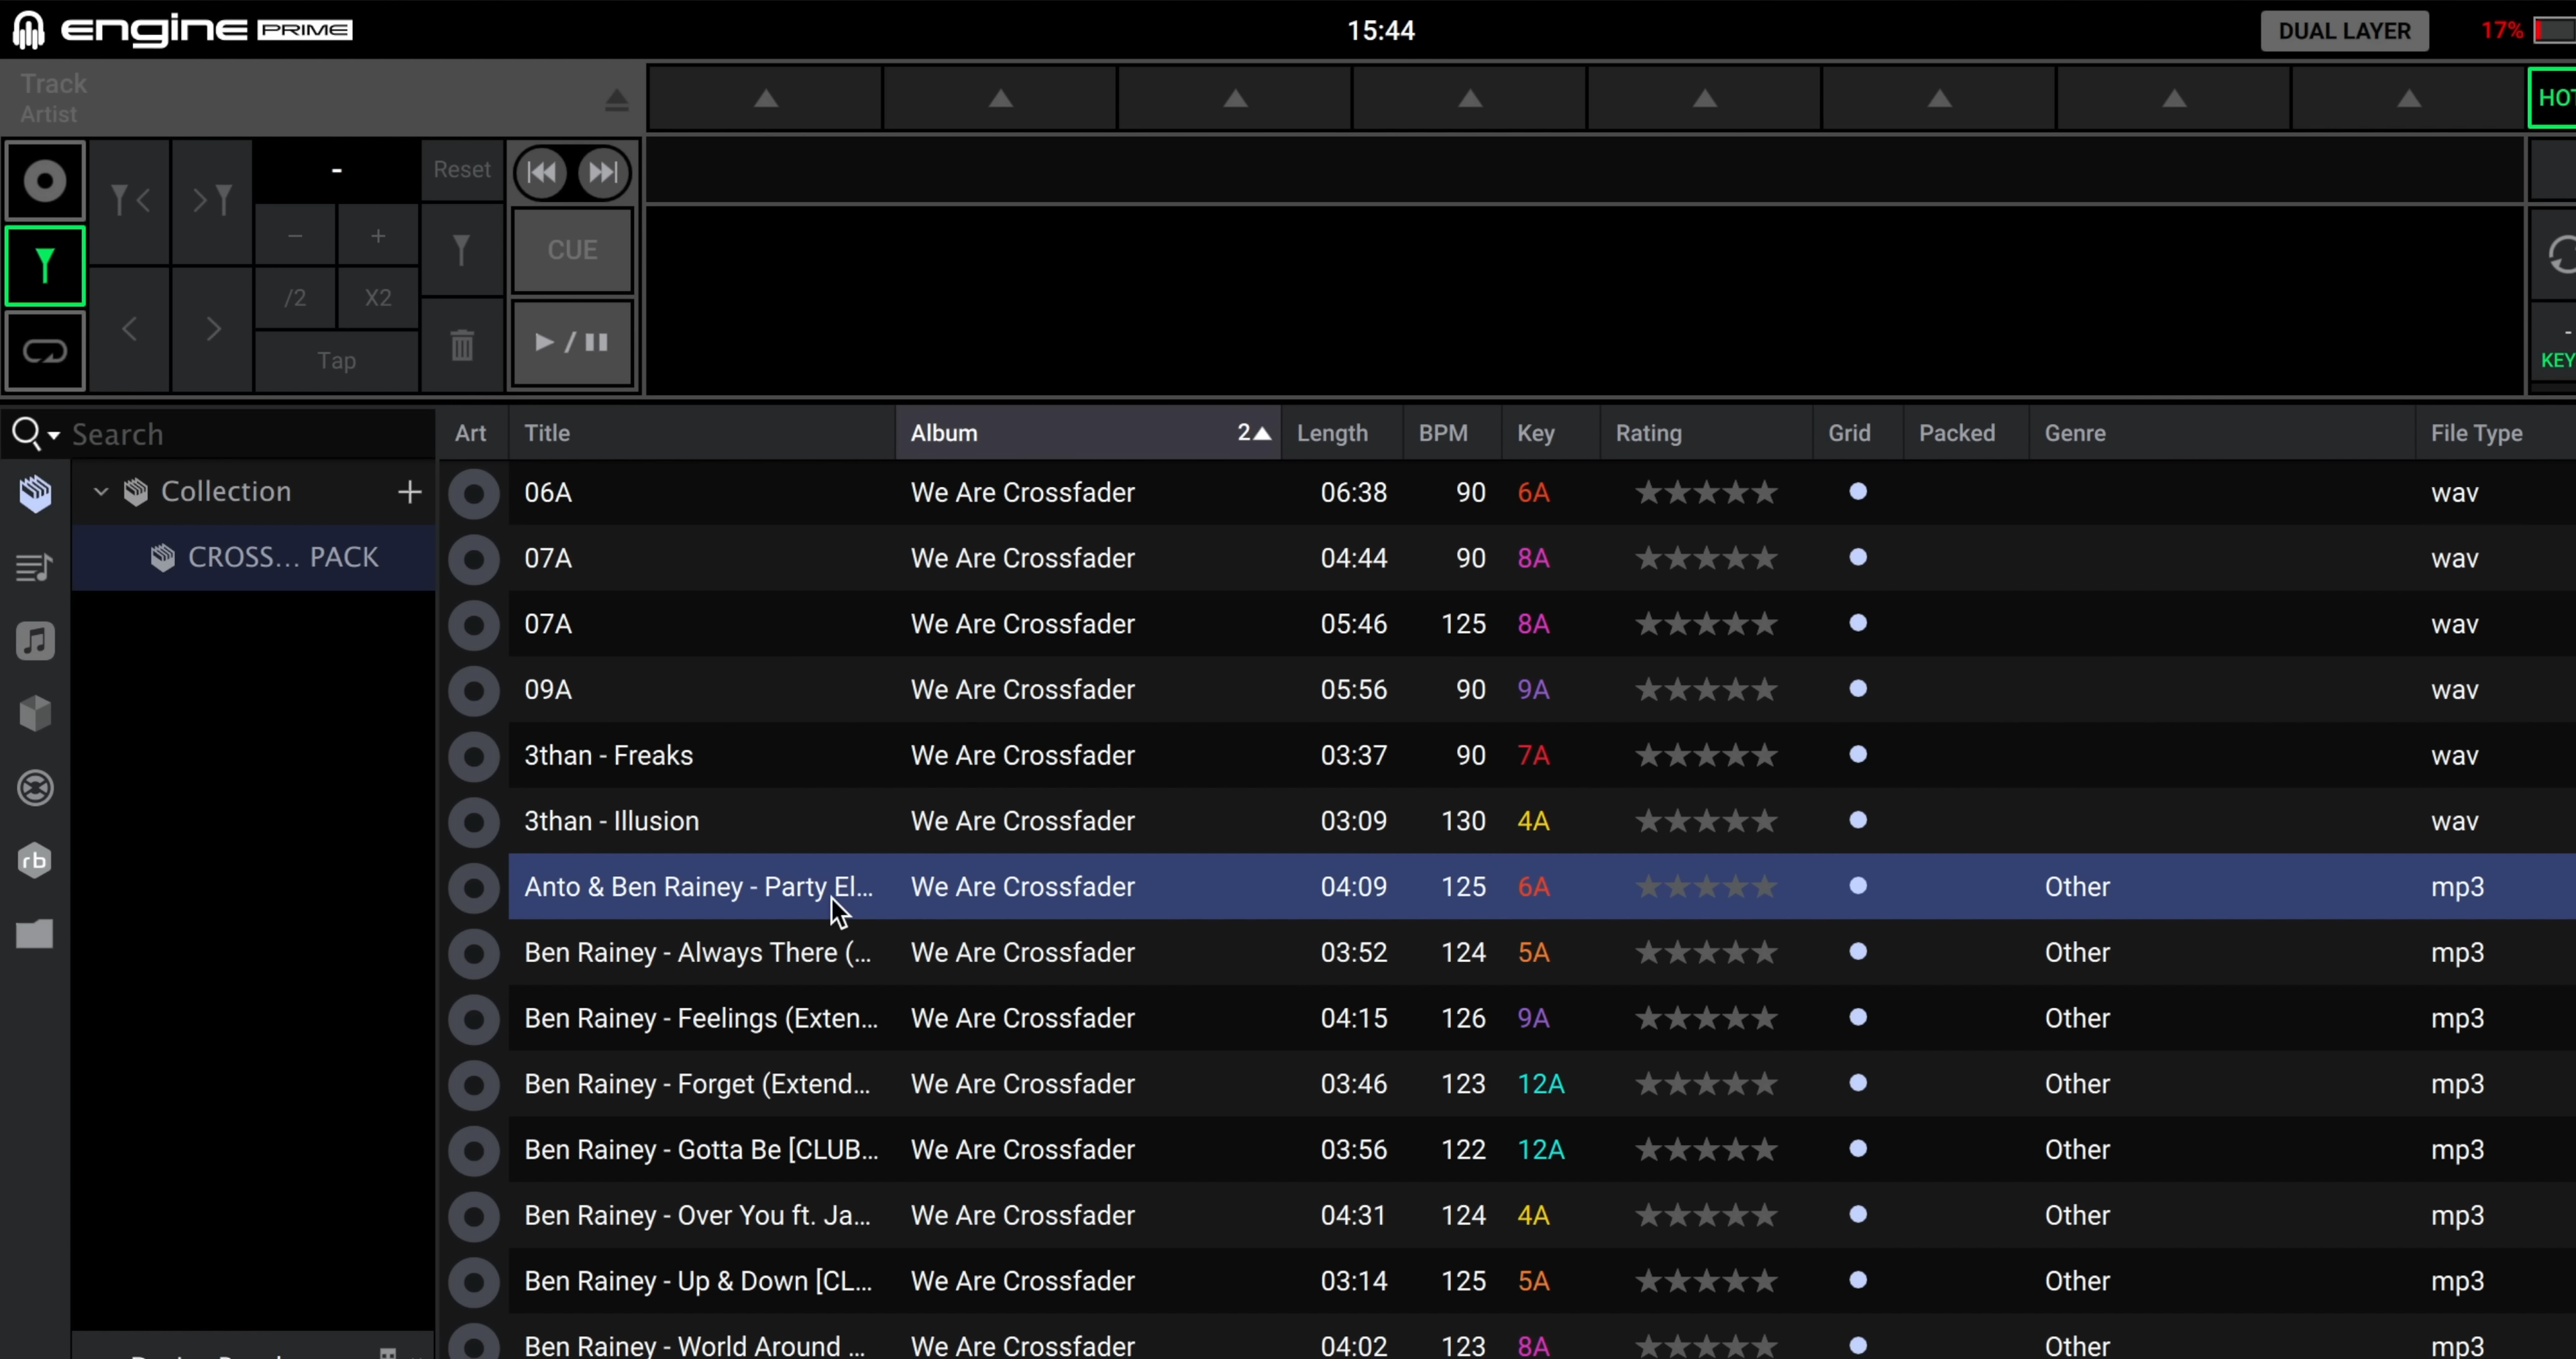 engine PRIME
15:44
DUAL LAYER
17%
Track
Artist
HOT
-
Reset
CUE
- +
/2 X2
Tap
/
-
KEY
Search
Art Title Album 2 Length BPM Key Rating Grid Packed Genre File Type
Collection +
CROSS... PACK
rb
06A We Are Crossfader 06:38 90 6A wav
07A We Are Crossfader 04:44 90 8A wav
07A We Are Crossfader 05:46 125 8A wav
09A We Are Crossfader 05:56 90 9A wav
3than - Freaks We Are Crossfader 03:37 90 7A wav
3than - Illusion We Are Crossfader 03:09 130 4A wav
Anto & Ben Rainey - Party El... We Are Crossfader 04:09 125 6A Other mp3
Ben Rainey - Always There (... We Are Crossfader 03:52 124 5A Other mp3
Ben Rainey - Feelings (Exten... We Are Crossfader 04:15 126 9A Other mp3
Ben Rainey - Forget (Extend... We Are Crossfader 03:46 123 12A Other mp3
Ben Rainey - Gotta Be [CLUB... We Are Crossfader 03:56 122 12A Other mp3
Ben Rainey - Over You ft. Ja... We Are Crossfader 04:31 124 4A Other mp3
Ben Rainey - Up & Down [CL... We Are Crossfader 03:14 125 5A Other mp3
Ben Rainey - World Around ... We Are Crossfader 04:02 123 8A Other mp3